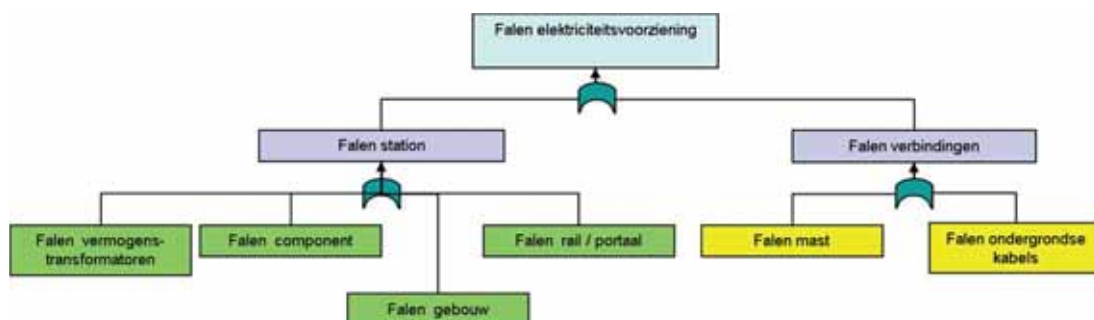 Falen elektriciteitsvoorziening
Falen station
Falen verbindingen
Falen vermogens-
transformatoren
Falen component
Falen rail / portaal
Falen mast
Falen ondergrondse
kabels
Falen gebouw